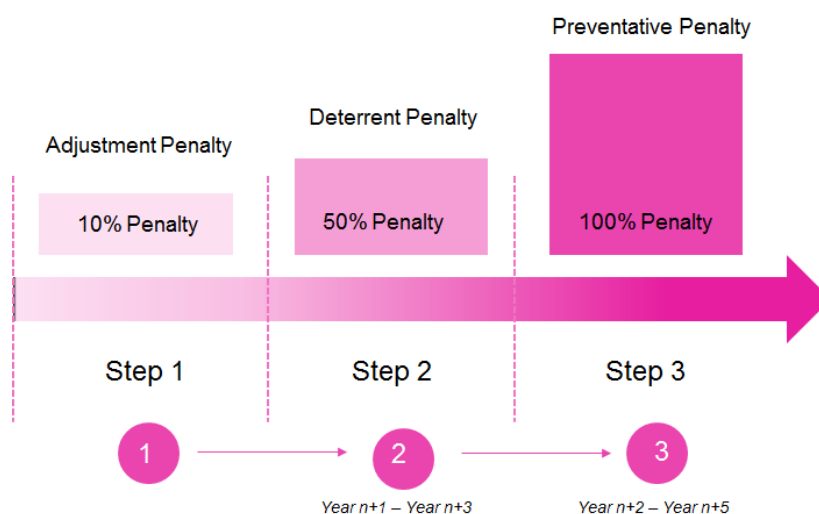 Preventative Penalty
Deterrent Penalty
Adjustment Penalty
10% Penalty
50% Penalty
100% Penalty
Step 1
Step 2
Step 3
1
2
3
Year n+1 – Year n+3
Year n+2 – Year n+5